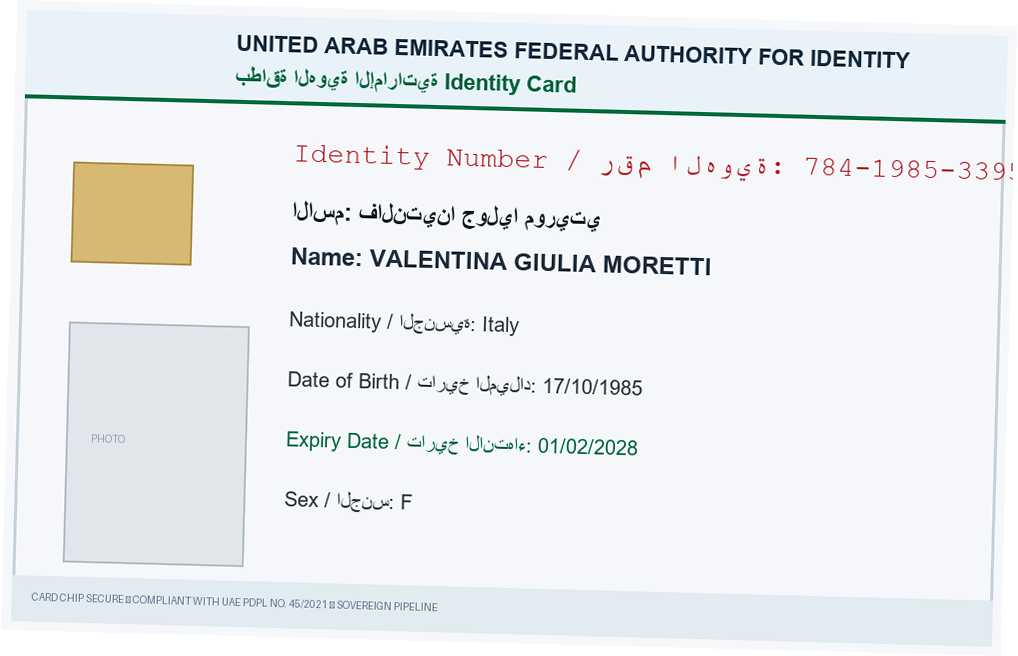 UNITED ARAB EMIRATES FEDERAL AUTHORITY FOR IDENTITY
بطاقة الهوية الإماراتية Identity Card
Identity Number / رقم الهوية: 784-1985-3395
الاسم: فالنتينا جوليا موريتي
Name: VALENTINA GIULIA MORETTI
Nationality / الجنسية: Italy
Date of Birth / تاريخ الميلاد: 17/10/1985
Expiry Date / تاريخ الانتهاء: 01/02/2028
Sex / الجنس: F
PHOTO
CARD CHIP SECURE COMPLIANT WITH UAE PDPL NO. 45/2021 SOVEREIGN PIPELINE